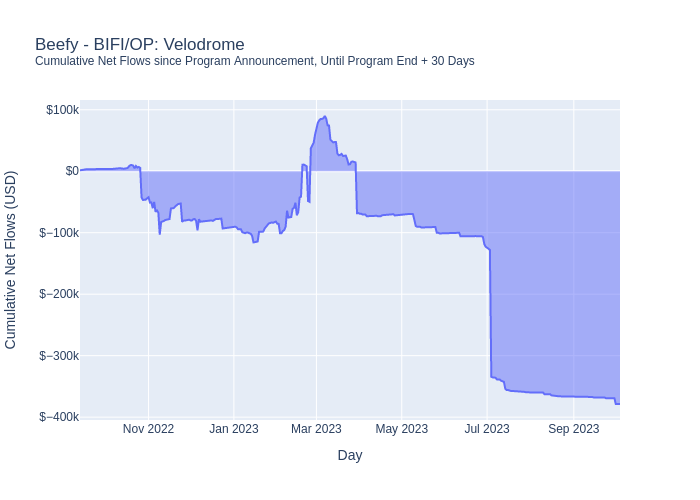 Beefy - BIFI/OP: Velodrome
Cumulative Net Flows since Program Announcement, Until Program End + 30 Days
Cumulative Net Flows (USD)
$100k
$0
$−100k
$−200k
$−300k
$−400k
Nov 2022
Jan 2023
Mar 2023
May 2023
Jul 2023
Sep 2023
Day